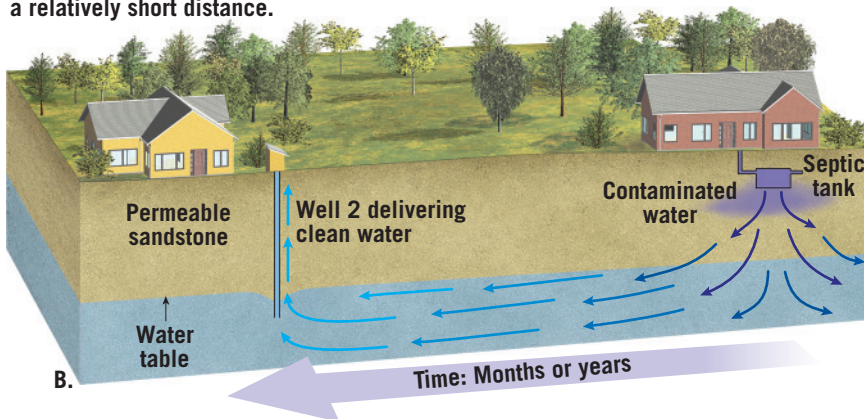 a relatively short distance.
Septic
tank
Contaminated
water
Permeable
sandstone
Well 2 delivering
clean water
Water
table
B.
Time: Months or years